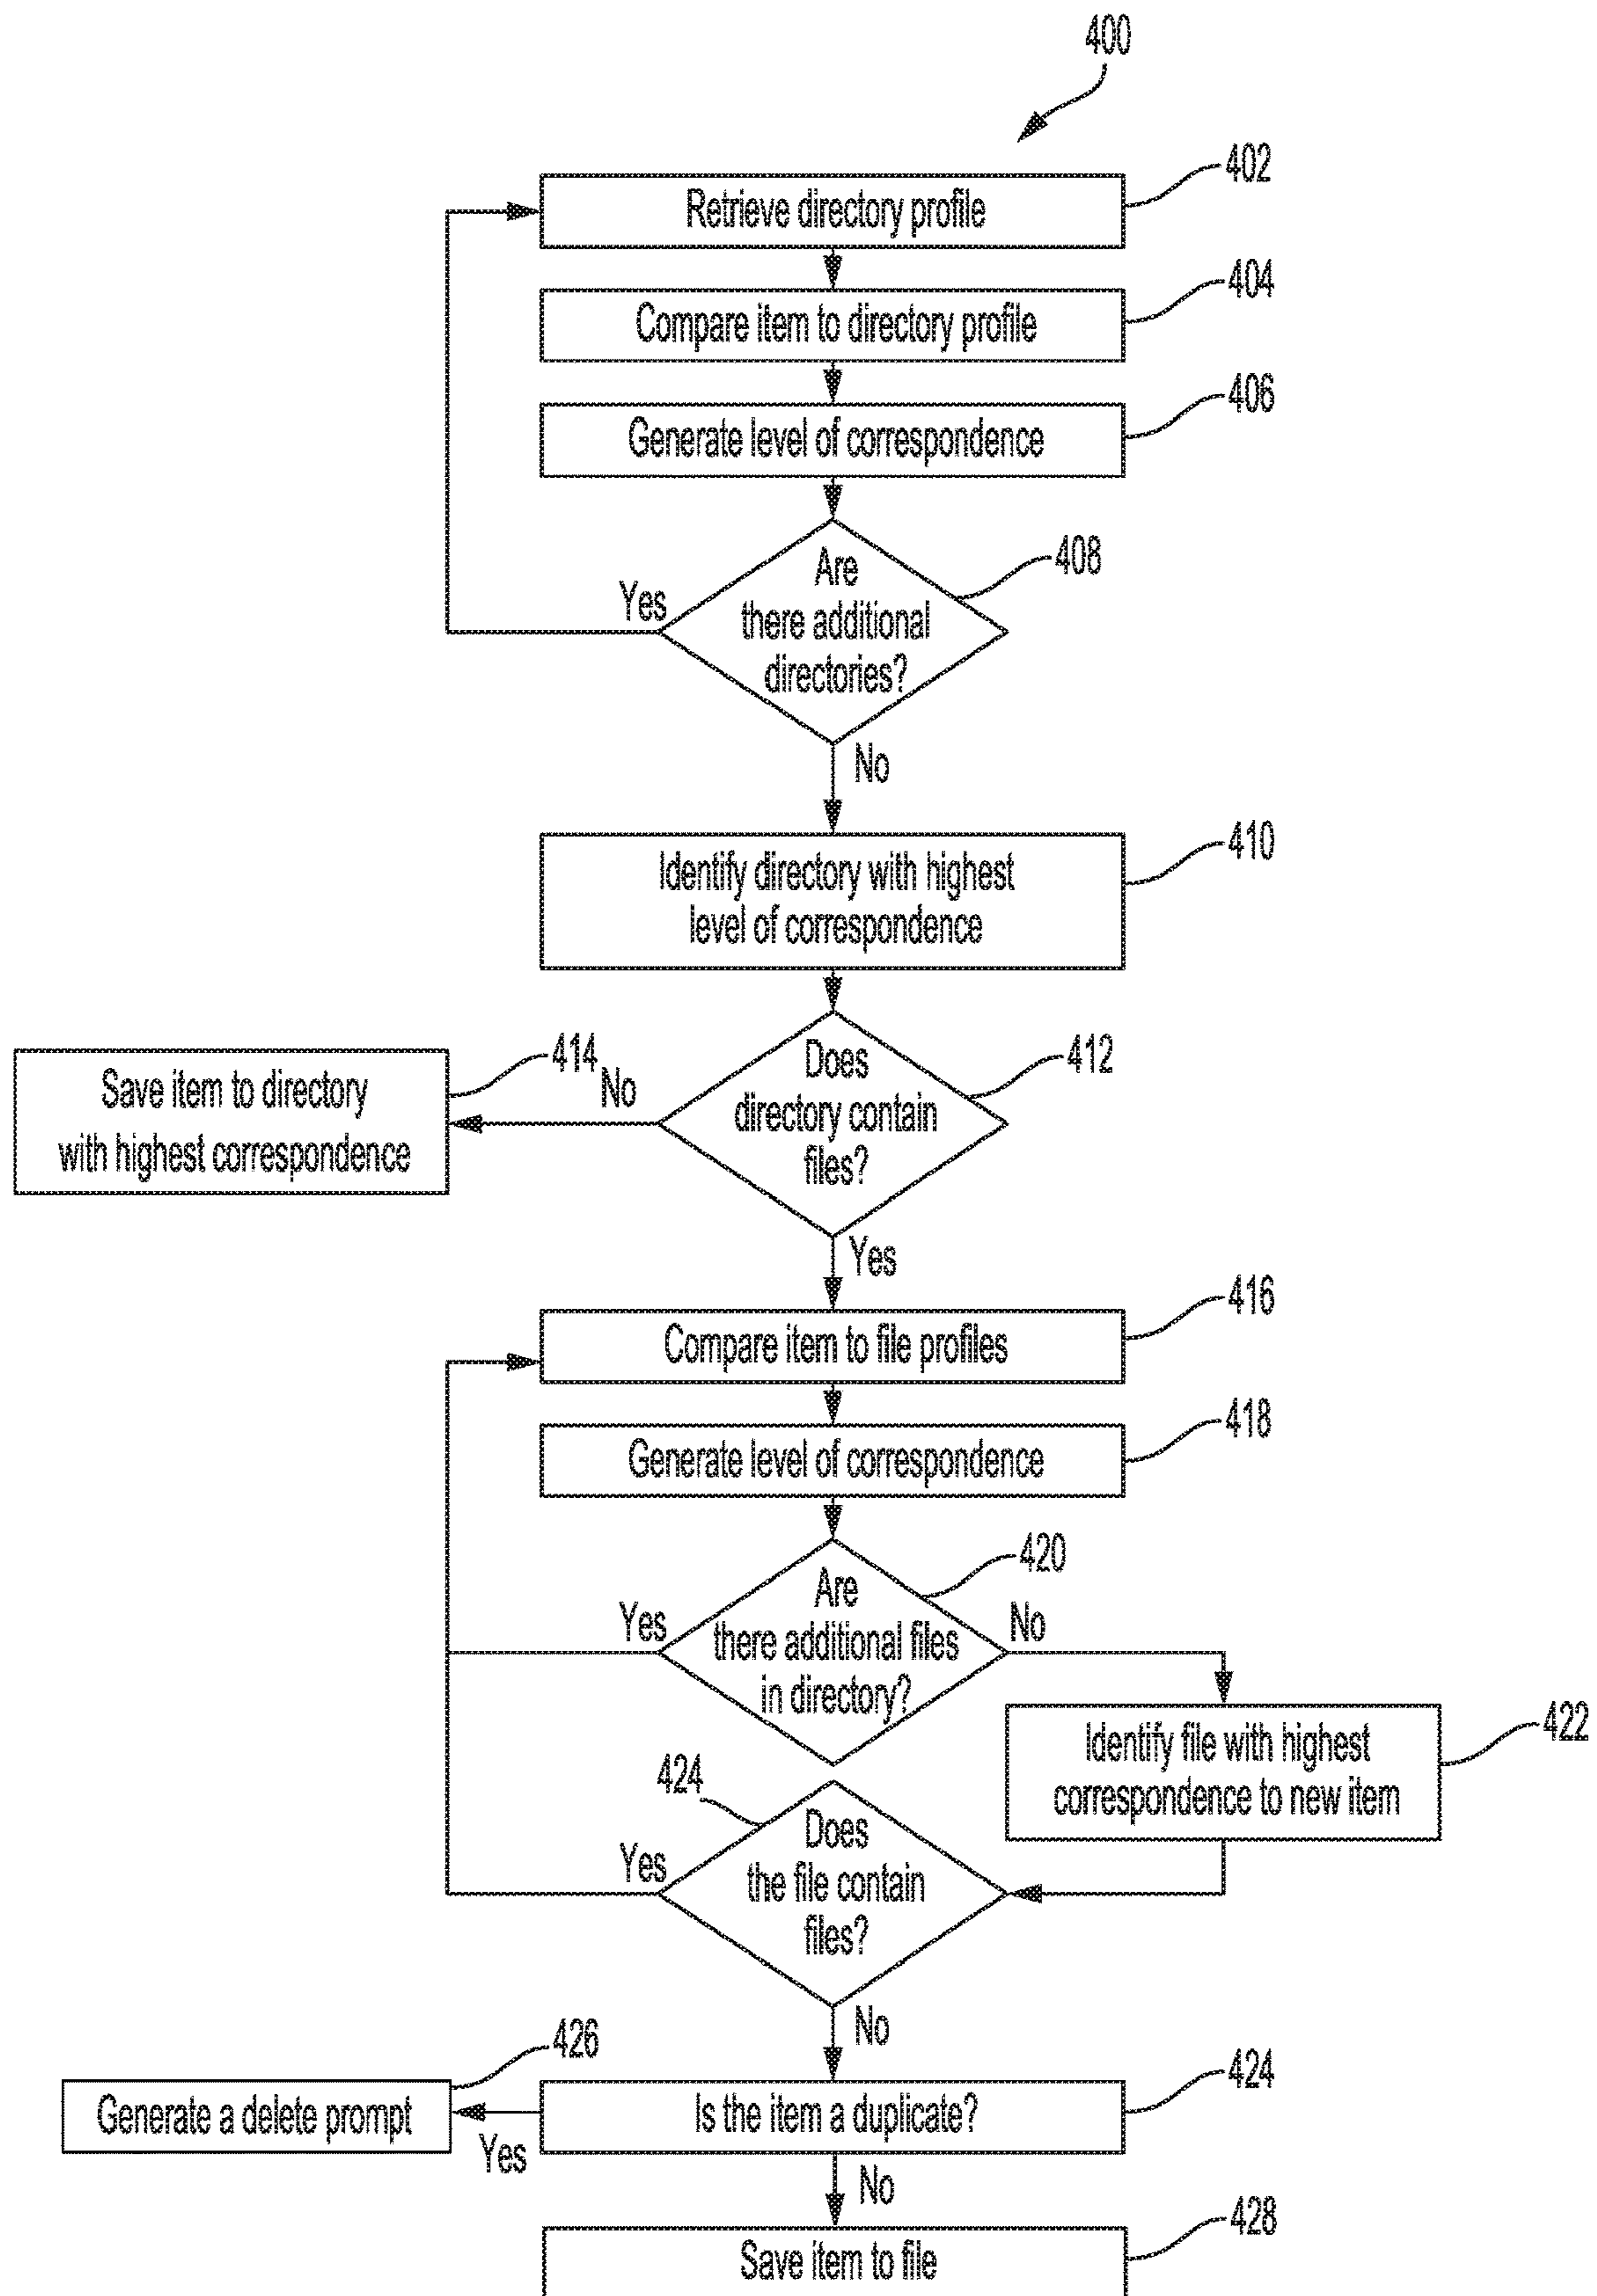 400
Retrieve directory profile
402
Compare item to directory profile
404
Generate level of correspondence
406
Are
there additional
directories?
408
Yes
No
Identify directory with highest
level of correspondence
410
Does
directory contain
files?
412
No
Save item to directory
with highest correspondence
414
Yes
Compare item to file profiles
416
Generate level of correspondence
418
Are
there additional files
in directory?
420
Yes
No
Identify file with highest
correspondence to new item
422
Does
the file contain
files?
424
Yes
No
Is the item a duplicate?
424
Yes
Generate a delete prompt
426
No
Save item to file
428